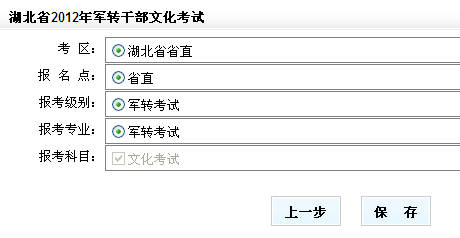 湖北省2012年军转干部文化考试
考 区： 湖北省省直
报 名 点： 省直
报考级别： 军转考试
报考专业： 军转考试
报考科目： 文化考试
上一步 保 存